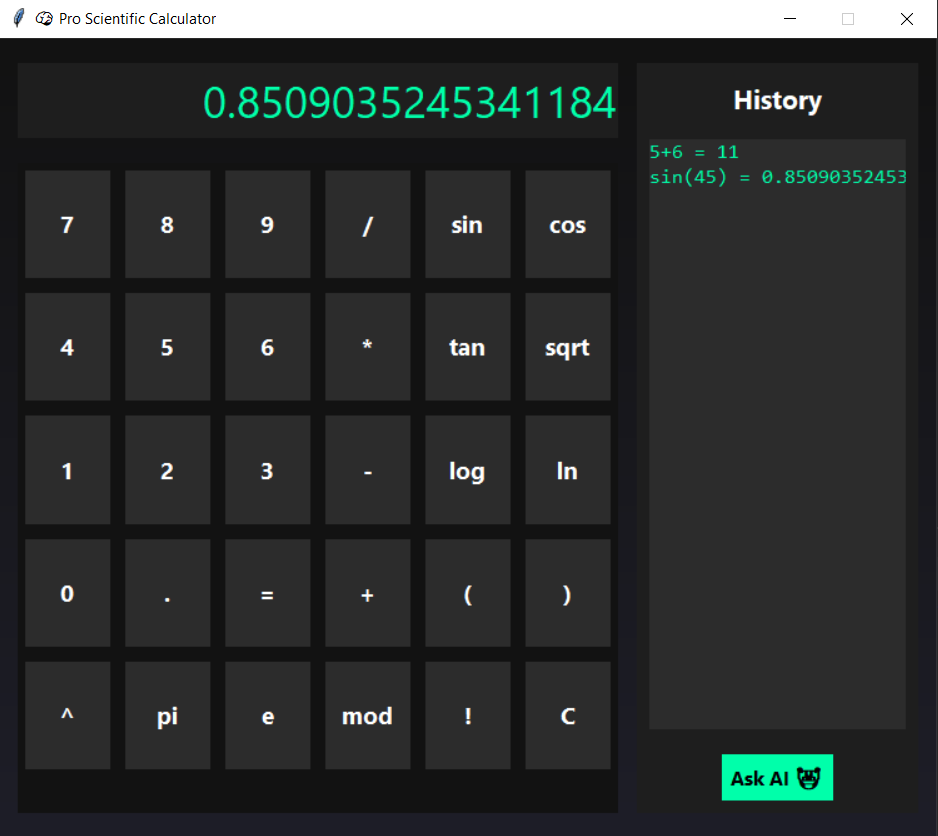 Pro Scientific Calculator
0.8509035245341184
History
5+6 = 11
sin(45) = 0.85090352453
7 8 9 / sin cos
4 5 6 * tan sqrt
1 2 3 - log ln
0 . = + ( )
^ pi e mod ! C
Ask AI